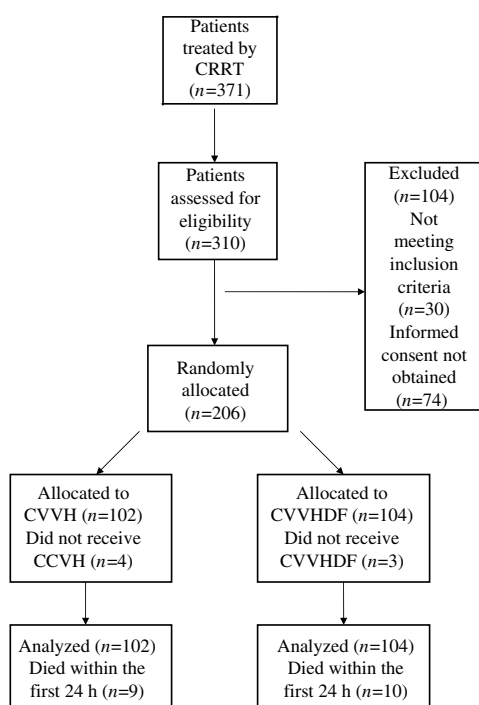 Patients
treated by
CRRT
(n=371)
Patients
assessed for
eligibility
(n=310)
Excluded
(n=104)
Not
meeting
inclusion
criteria
(n=30)
Informed
consent not
obtained
(n=74)
Randomly
allocated
(n=206)
Allocated to
CVVH (n=102)
Did not receive
CCVH (n=4)
Allocated to
CVVHDF (n=104)
Did not receive
CVVHDF (n=3)
Analyzed (n=102)
Died within the
first 24 h (n=9)
Analyzed (n=104)
Died within the
first 24 h (n=10)